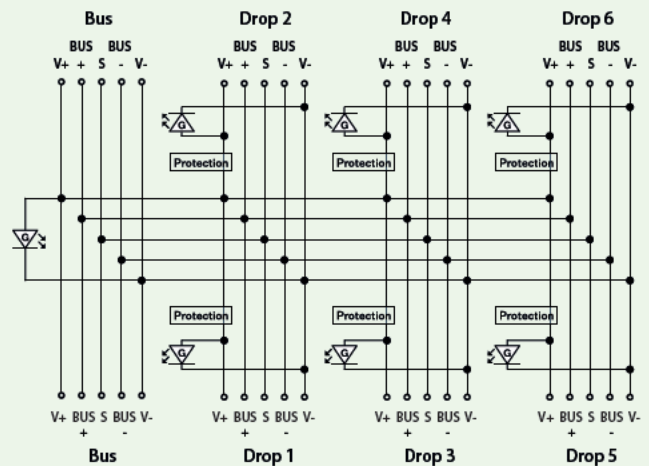 Bus Drop 2 Drop 4 Drop 6
BUS BUS BUS BUS BUS BUS BUS BUS
V+ + S - V- V+ + S - V- V+ + S - V- V+ + S - V-
G G G
Protection Protection Protection
G
Protection Protection Protection
G G G
V+ BUS S BUS V- V+ BUS S BUS V- V+ BUS S BUS V- V+ BUS S BUS V-
+ - + - + - + -
Bus Drop 1 Drop 3 Drop 5